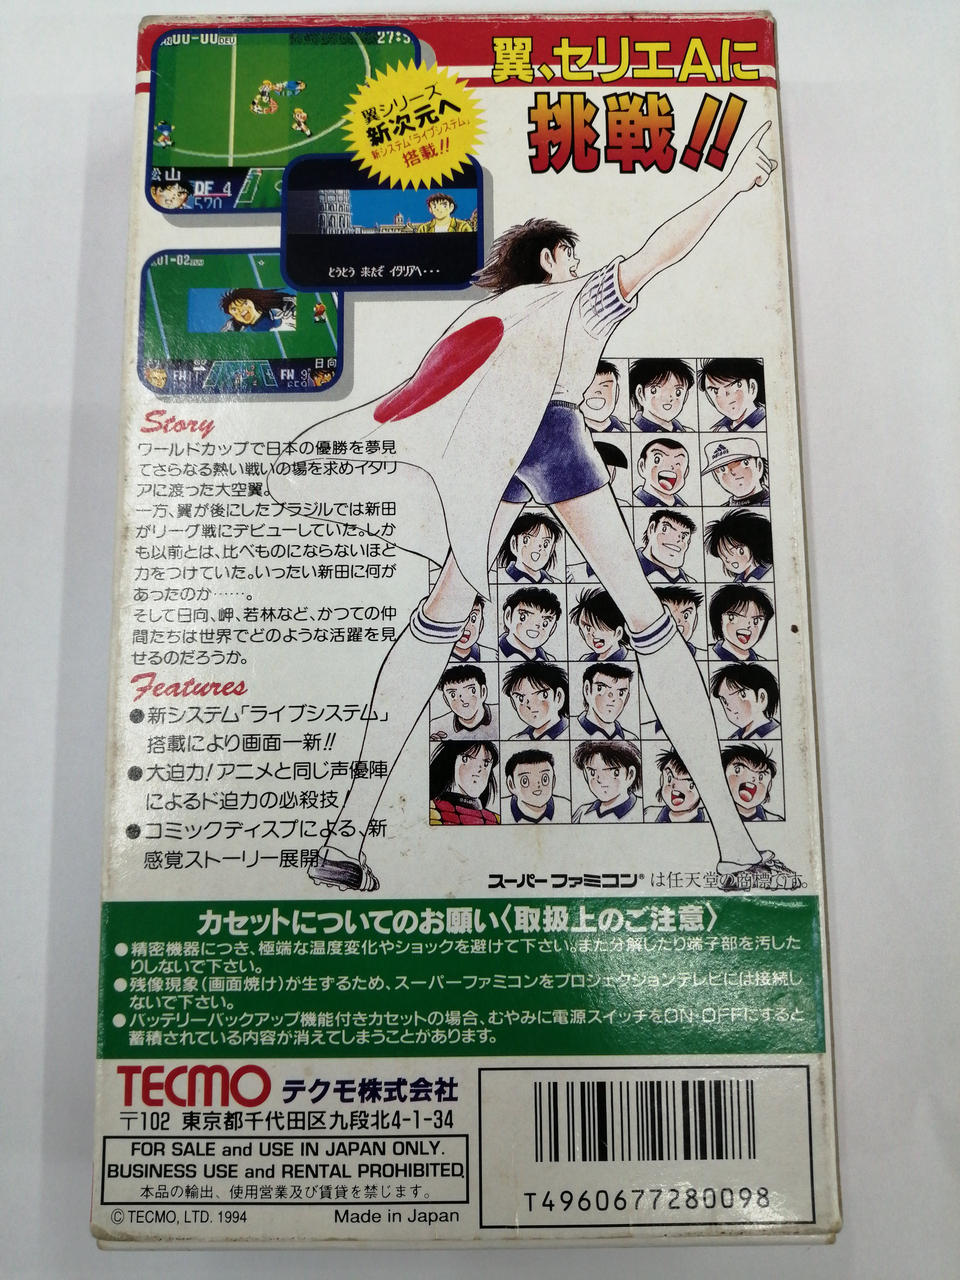 翼、セリエAに
挑戦!!
翼シリーズ
新次元へ
新システム「ライブシステム」
搭載!!
00-00
27:5
山
DF 4
570
とうとう 来たぞ イタリアへ・・・
01-02
日向
FW
FW 9
Story
ワールドカップで日本の優勝を夢見
てさらなる熱い戦いの場を求めイタリ
アに渡った大空翼。
一方、翼が後にしたブラジルでは新田
がリーグ戦にデビューしていた。しか
も以前とは、比べものにならないほど
力をつけていた。いったい新田に何が
あったのか……。
そして日向、岬、若林など、かつての仲
間たちは世界でどのような活躍を見
せるのだろうか。
Features
●新システム「ライブシステム」
搭載により画面一新!!
●大迫力!アニメと同じ声優陣
によるド迫力の必殺技!
●コミックディスプによる、新
感覚ストーリー展開!
スーパーファミコン®は任天堂の商標です。
カセットについてのお願い〈取扱上のご注意〉
●精密機器につき、極端な温度変化やショックを避けて下さい。また分解したり端子部を汚した
りしないで下さい。
●残像現象(画面焼け)が生ずるため、スーパーファミコンをプロジェクションテレビには接続し
ないで下さい。
●バッテリーバックアップ機能付きカセットの場合、むやみに電源スイッチをON・OFFにすると
蓄積されている内容が消えてしまうことがあります。
TECMO テクモ株式会社
〒102 東京都千代田区九段北4-1-34
FOR SALE and USE IN JAPAN ONLY.
BUSINESS USE and RENTAL PROHIBITED.
本品の輸出、使用営業及び賃貸を禁じます。
© TECMO, LTD. 1994 Made in Japan
T4960677280098